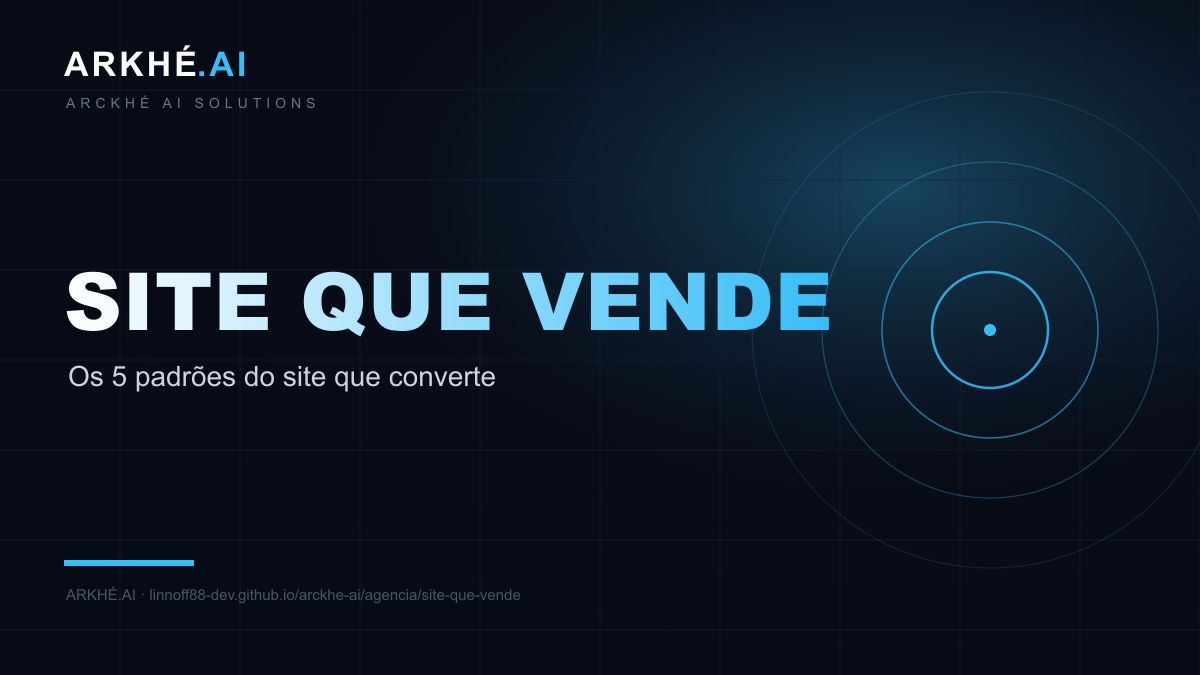 ARKHÉ.AI
ARCKHÉ AI SOLUTIONS
SITE QUE VENDE
Os 5 padrões do site que converte
ARKHÉ.AI · linnoff88-dev.github.io/arckhe-ai/agencia/site-que-vende